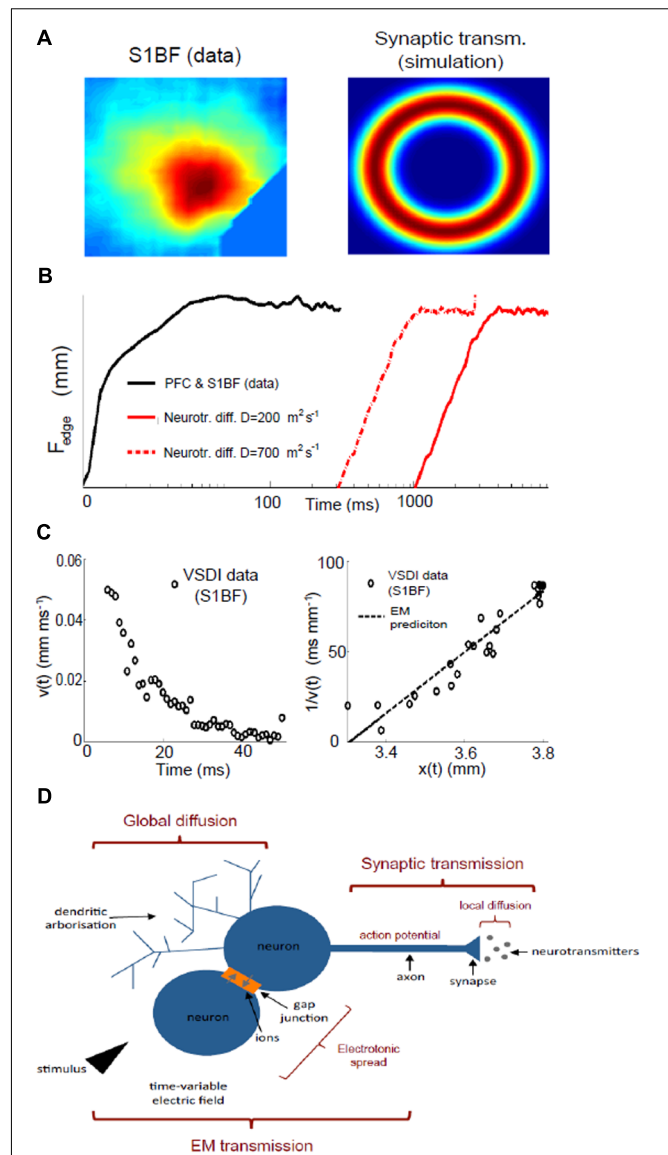 A
S1BF (data)
Synaptic transm.
(simulation)
B
F_edge (mm)
PFC & S1BF (data)
Neurotr. diff. D=200 m² s⁻¹
Neurotr. diff. D=700 m² s⁻¹
0
100
1000
Time (ms)
C
0.06
0.04
0.02
0
v(t) (mm ms⁻¹)
VSDI data
(S1BF)
0
20
40
Time (ms)
100
50
0
1/v(t) (ms mm⁻¹)
VSDI data
(S1BF)
EM
prediciton
3.4
3.6
3.8
x(t) (mm)
D
Global diffusion
Synaptic transmission
dendritic
arborisation
local diffusion
action potential
neuron
neurotransmitters
axon
synapse
gap
junction
neuron
ions
Electrotonic
spread
stimulus
time-variable
electric field
EM transmission